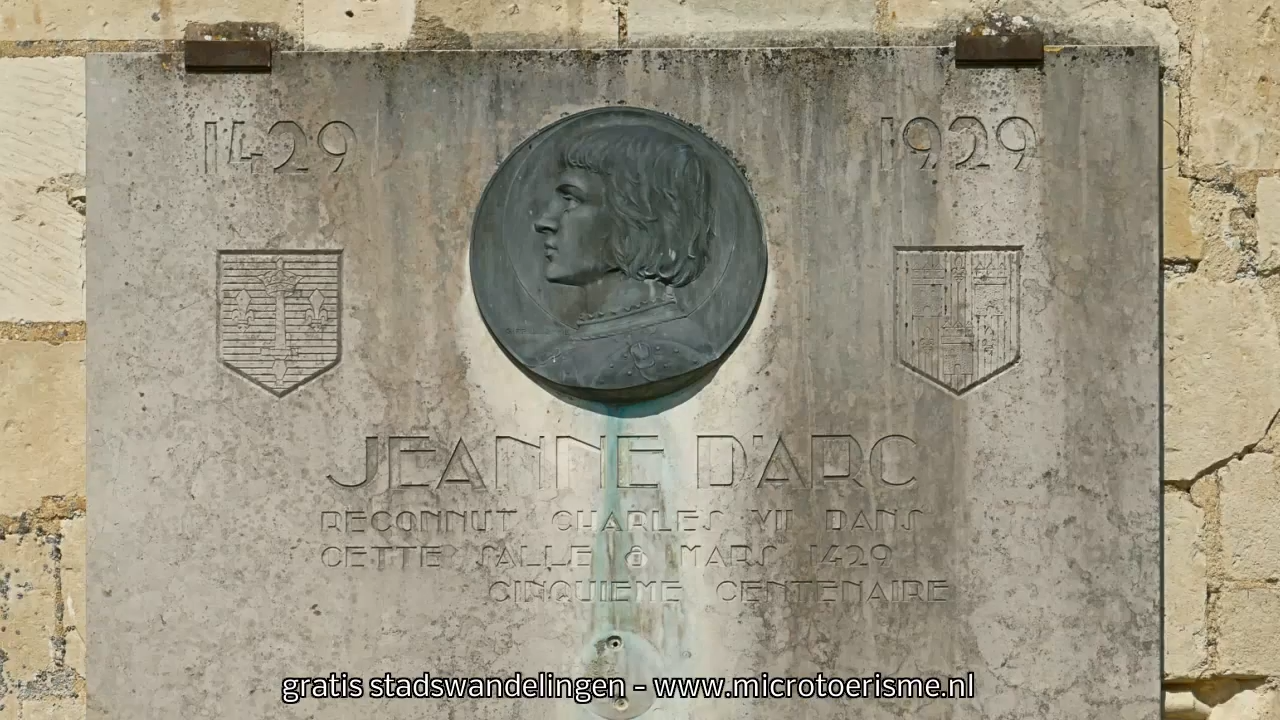 1429 1929
JEANNE D'ARC
RECONNUT CHARLES VII DANS
CETTE SALLE 8 MARS 1429
CINQUIEME CENTENAIRE
gratis stadswandelingen - www.microtoerisme.nl